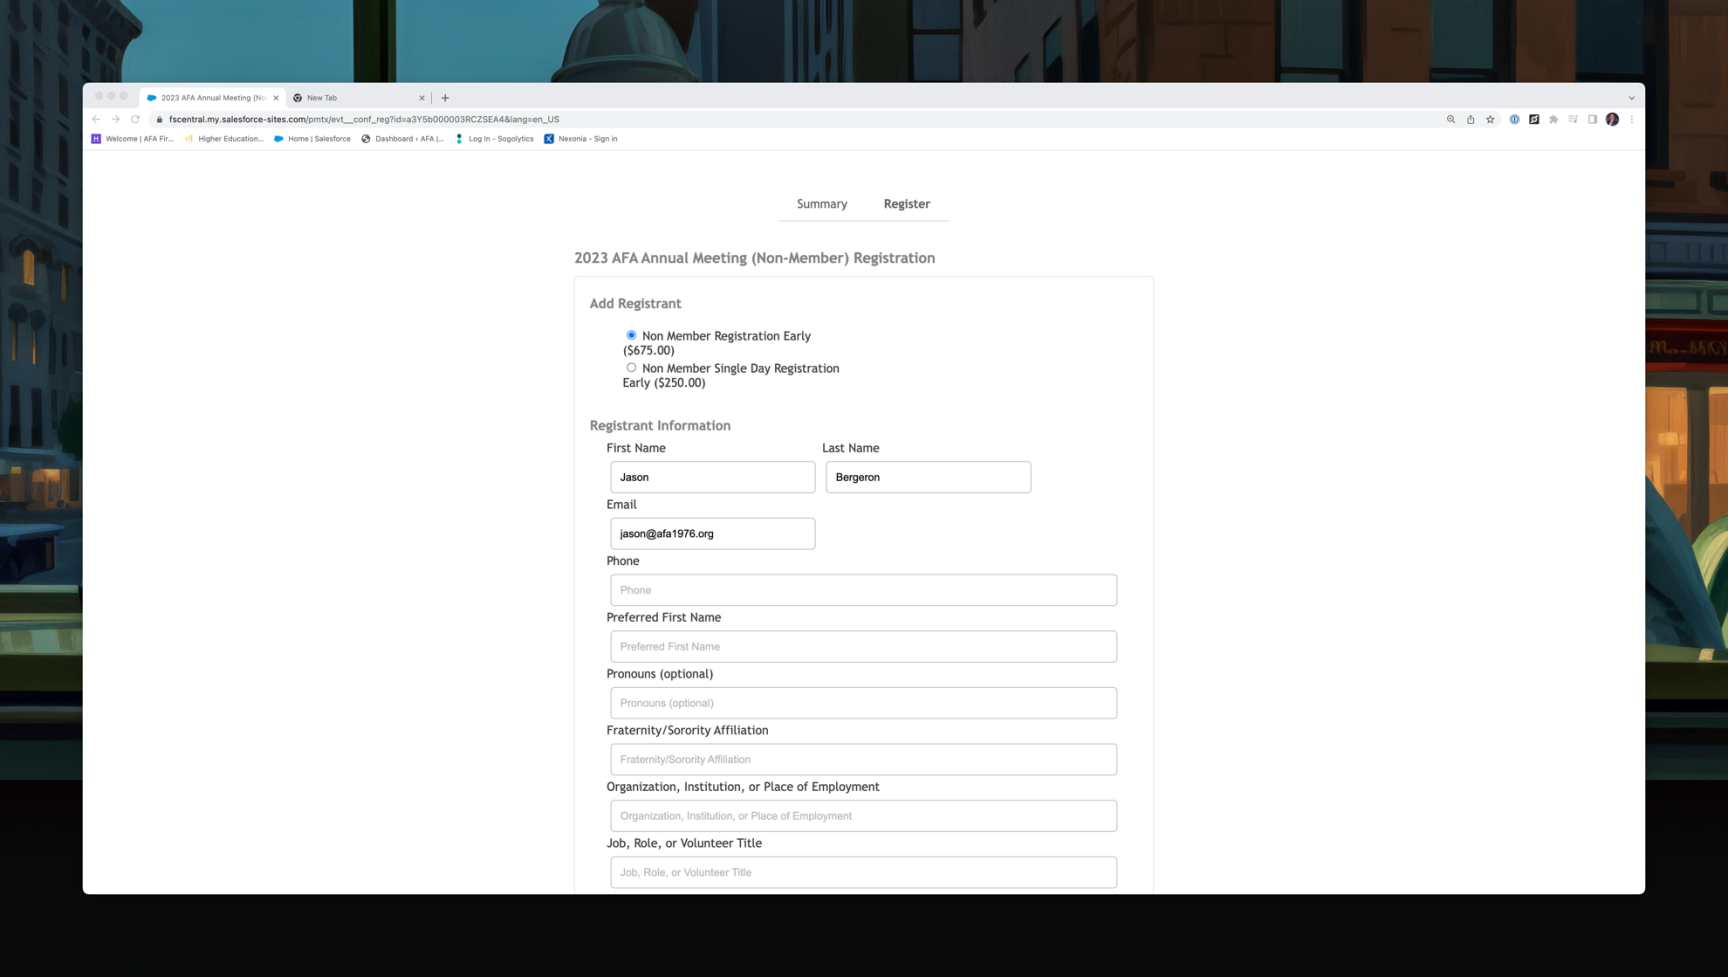 2023 AFA Annual Meeting (No
New Tab
fscentral.my.salesforce-sites.com/pmtx/evt__conf_reg?id=a3Y5b000003RCZSEA4&lang=en_US
Welcome | AFA Fir... Higher Education... Home | Salesforce Dashboard ‹ AFA |... Log In - Sogolytics Nexonia - Sign in
Summary Register
2023 AFA Annual Meeting (Non-Member) Registration
Add Registrant
Non Member Registration Early
($675.00)
Non Member Single Day Registration
Early ($250.00)
Registrant Information
First Name Last Name
Jason Bergeron
Email
jason@afa1976.org
Phone
Phone
Preferred First Name
Preferred First Name
Pronouns (optional)
Pronouns (optional)
Fraternity/Sorority Affiliation
Fraternity/Sorority Affiliation
Organization, Institution, or Place of Employment
Organization, Institution, or Place of Employment
Job, Role, or Volunteer Title
Job, Role, or Volunteer Title